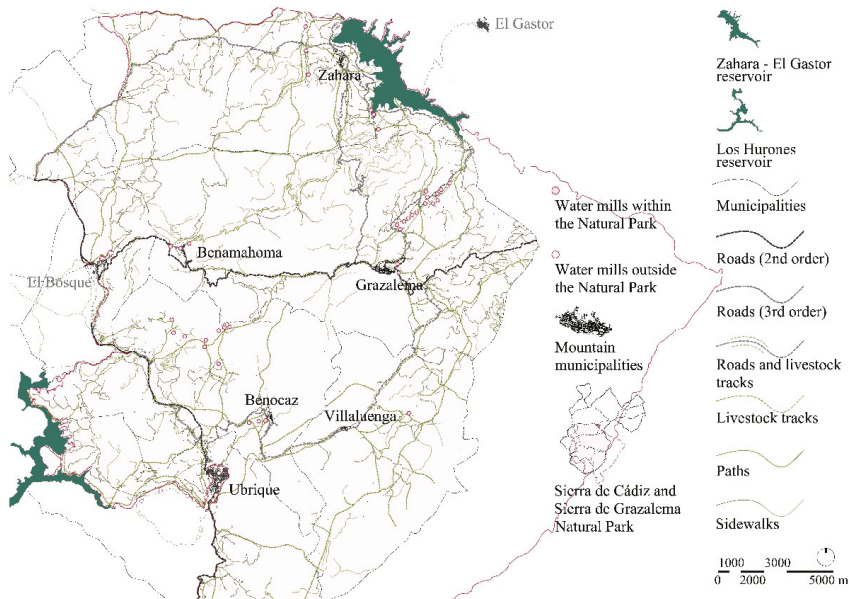 El Gastor
Zahara
Benamahoma
El Bosque
Grazalema
Benocaz
Villaluenga
Ubrique
Water mills within
the Natural Park
Water mills outside
the Natural Park
Mountain
municipalities
Sierra de Cádiz and
Sierra de Grazalema
Natural Park
Zahara - El Gastor
reservoir
Los Hurones
reservoir
Municipalities
Roads (2nd order)
Roads (3rd order)
Roads and livestock
tracks
Livestock tracks
Paths
Sidewalks
1000 3000
0 2000 5000 m